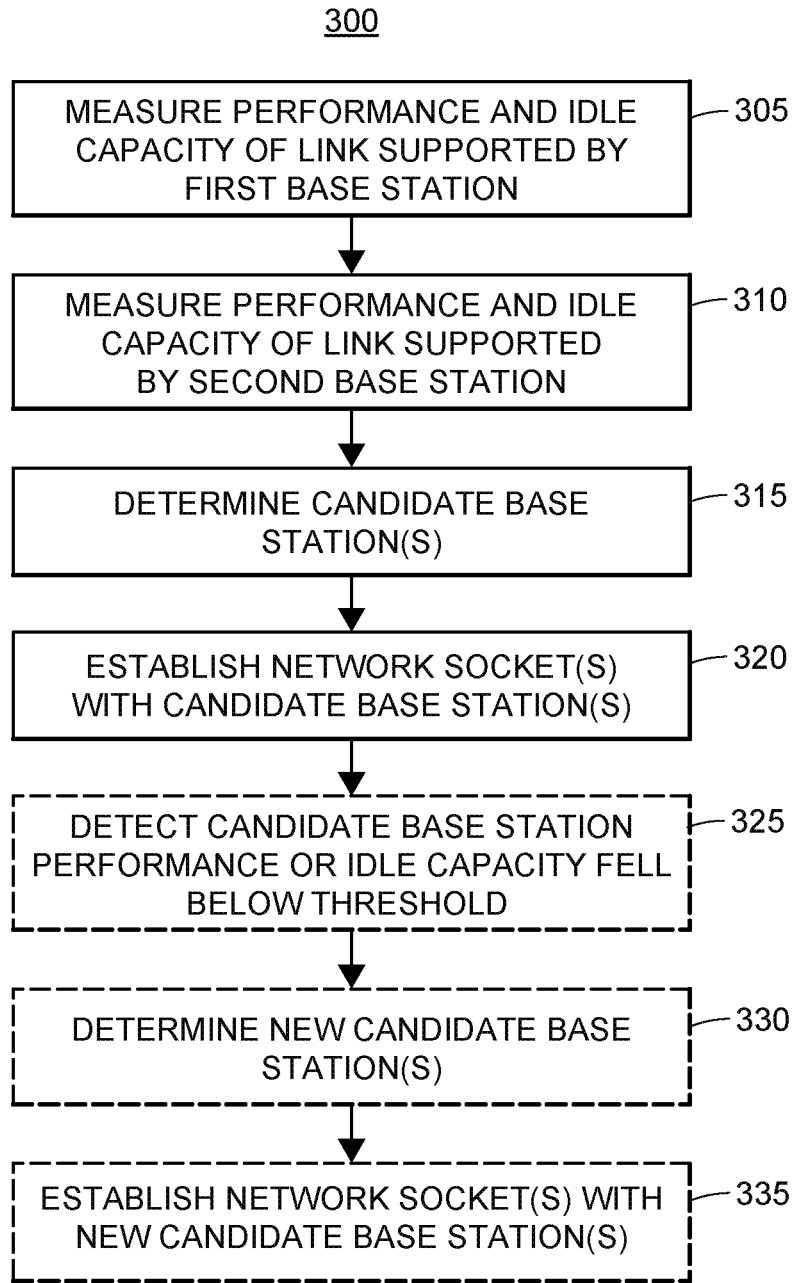 300
MEASURE PERFORMANCE AND IDLE
CAPACITY OF LINK SUPPORTED BY
FIRST BASE STATION
305
MEASURE PERFORMANCE AND IDLE
CAPACITY OF LINK SUPPORTED
BY SECOND BASE STATION
310
DETERMINE CANDIDATE BASE
STATION(S)
315
ESTABLISH NETWORK SOCKET(S)
WITH CANDIDATE BASE STATION(S)
320
DETECT CANDIDATE BASE STATION
PERFORMANCE OR IDLE CAPACITY FELL
BELOW THRESHOLD
325
DETERMINE NEW CANDIDATE BASE
STATION(S)
330
ESTABLISH NETWORK SOCKET(S) WITH
NEW CANDIDATE BASE STATION(S)
335